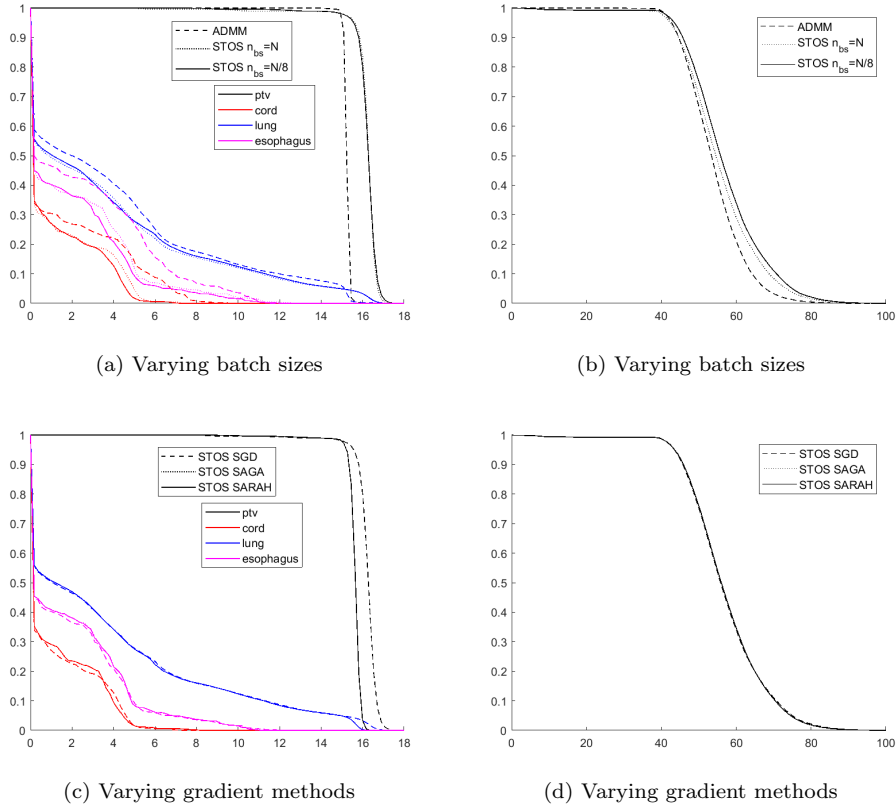 1
0.9
0.8
0.7
0.6
0.5
0.4
0.3
0.2
0.1
0
0 2 4 6 8 10 12 14 16 18
ADMM
STOS n_bs=N
STOS n_bs=N/8
ptv
cord
lung
esophagus
(a) Varying batch sizes
1
0.9
0.8
0.7
0.6
0.5
0.4
0.3
0.2
0.1
0
0 20 40 60 80 100
ADMM
STOS n_bs=N
STOS n_bs=N/8
(b) Varying batch sizes
1
0.9
0.8
0.7
0.6
0.5
0.4
0.3
0.2
0.1
0
0 2 4 6 8 10 12 14 16 18
STOS SGD
STOS SAGA
STOS SARAH
ptv
cord
lung
esophagus
(c) Varying gradient methods
1
0.9
0.8
0.7
0.6
0.5
0.4
0.3
0.2
0.1
0
0 20 40 60 80 100
STOS SGD
STOS SAGA
STOS SARAH
(d) Varying gradient methods